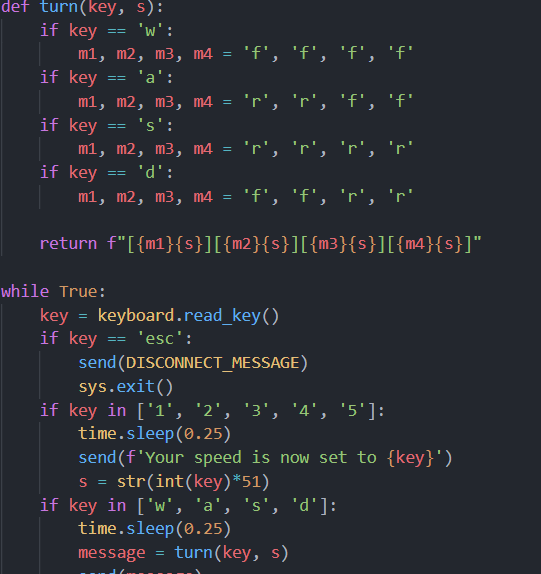 def turn(key, s):
    if key == 'w':
        m1, m2, m3, m4 = 'f', 'f', 'f', 'f'
    if key == 'a':
        m1, m2, m3, m4 = 'r', 'r', 'f', 'f'
    if key == 's':
        m1, m2, m3, m4 = 'r', 'r', 'r', 'r'
    if key == 'd':
        m1, m2, m3, m4 = 'f', 'f', 'r', 'r'

    return f"[{m1}{s}][{m2}{s}][{m3}{s}][{m4}{s}]"

while True:
    key = keyboard.read_key()
    if key == 'esc':
        send(DISCONNECT_MESSAGE)
        sys.exit()
    if key in ['1', '2', '3', '4', '5']:
        time.sleep(0.25)
        send(f'Your speed is now set to {key}')
        s = str(int(key)*51)
    if key in ['w', 'a', 's', 'd']:
        time.sleep(0.25)
        message = turn(key, s)